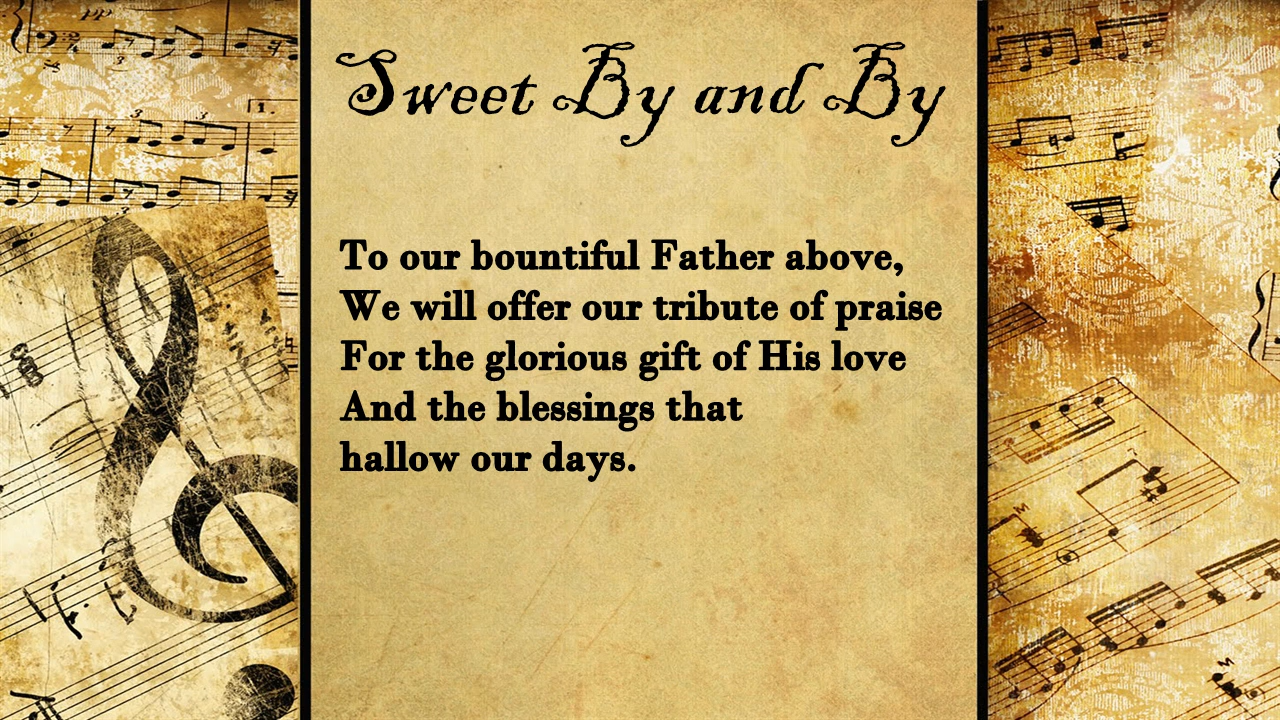 Sweet By and By
To our bountiful Father above,
We will offer our tribute of praise
For the glorious gift of His love
And the blessings that
hallow our days.